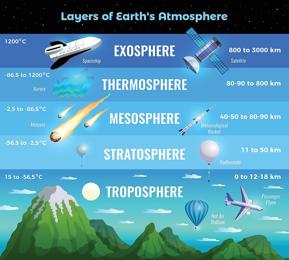 Layers of Earth's Atmosphere
1200°C
EXOSPHERE
800 to 3000 km
Spaceship
Satellite
-86.5 to 1200°C
THERMOSPHERE
80-90 to 800 km
Aurora
-2.5 to -86.5°C
MESOSPHERE
40-50 to 80-90 km
Meteors
Meteorological
Rocket
-56.5 to -2.5°C
STRATOSPHERE
11 to 50 km
Radiosonde
15 to -56.5°C
TROPOSPHERE
0 to 12-18 km
Passenger
Plane
Hot Air
Balloon